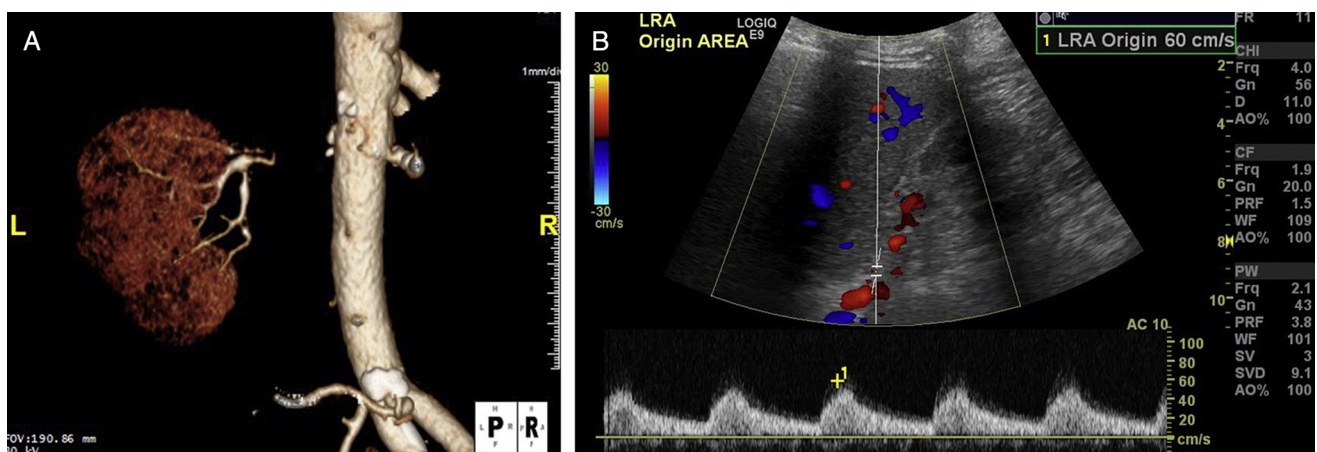 A
1mm/div
L
R
H
L P R
F
H
P R A
F
FOV:190.86 mm
B
LRA
Origin AREA
LOGIQ
E9
1 LRA Origin 60 cm/s
30
-30
cm/s
2
4
6
8
10
FR 11
CHI
Frq 4.0
Gn 56
D 11.0
AO% 100
CF
Frq 1.9
Gn 20.0
PRF 1.5
WF 109
AO% 100
PW
Frq 2.1
Gn 43
PRF 3.8
WF 101
SV 3
SVD 9.1
AO% 100
AC 10
100
80
60
40
20
cm/s
1